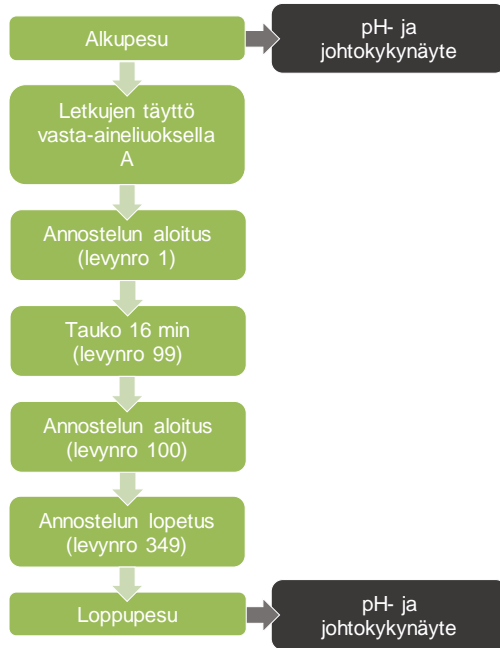 Alkupesu
pH- ja
johtokykynäyte
Letkujen täyttö
vasta-aineliuoksella
A
Annostelun aloitus
(levynro 1)
Tauko 16 min
(levynro 99)
Annostelun aloitus
(levynro 100)
Annostelun lopetus
(levynro 349)
Loppupesu
pH- ja
johtokykynäyte